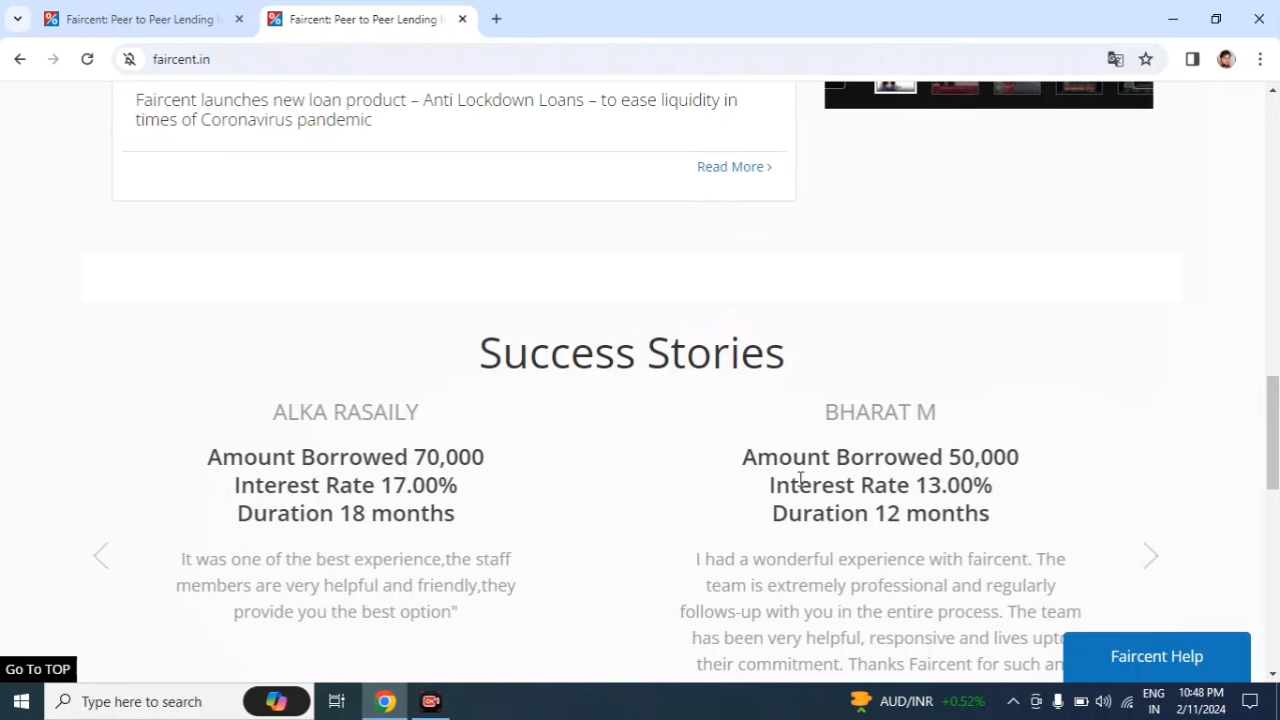 Faircent: Peer to Peer Lending I
Faircent: Peer to Peer Lending I
faircent.in
Faircent launches new loan product – Anti Lockdown Loans – to ease liquidity in
times of Coronavirus pandemic
Read More ›
Success Stories
ALKA RASAILY
Amount Borrowed 70,000
Interest Rate 17.00%
Duration 18 months
It was one of the best experience,the staff
members are very helpful and friendly,they
provide you the best option"
BHARAT M
Amount Borrowed 50,000
Interest Rate 13.00%
Duration 12 months
I had a wonderful experience with faircent. The
team is extremely professional and regularly
follows-up with you in the entire process. The team
has been very helpful, responsive and lives upto
their commitment. Thanks Faircent for such an
Go To TOP
Faircent Help
Type here to search
AUD/INR +0.52%
ENG
IN
10:48 PM
2/11/2024